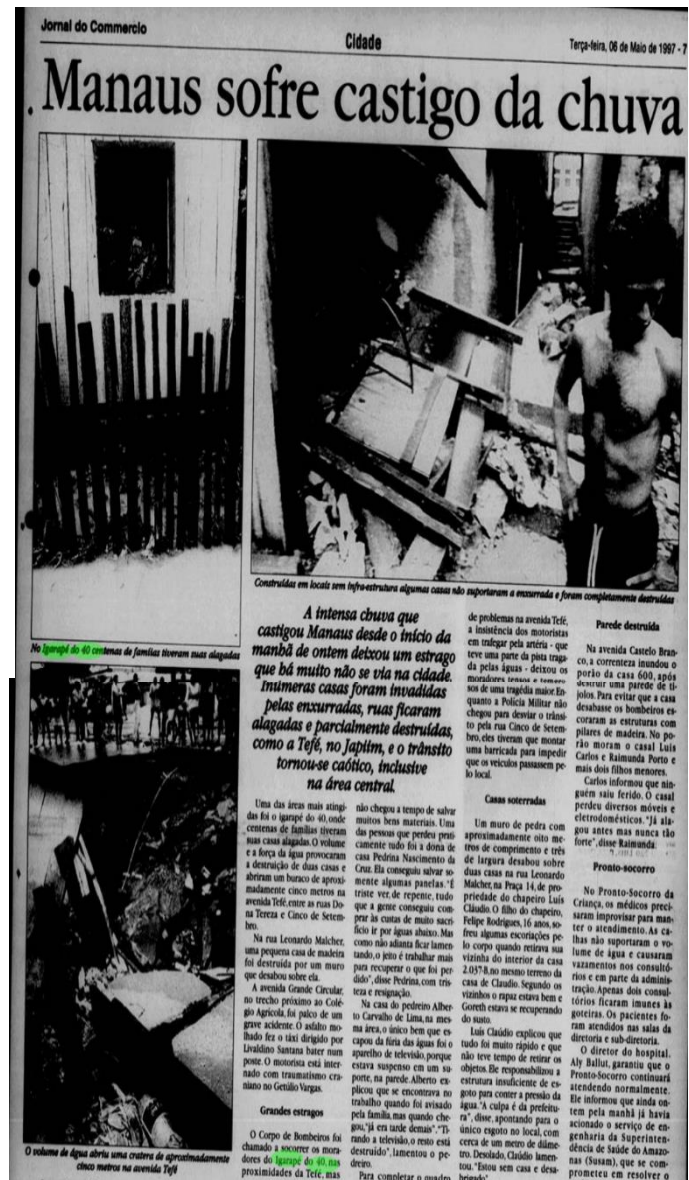 Jornal do Commercio
Cidade
Terça-feira, 06 de Maio de 1997 - 7
Manaus sofre castigo da chuva
Construídas em locais sem infra-estrutura algumas casas não suportaram a enxurrada e foram completamente destruídas
No Igarapé do 40 centenas de famílias tiveram suas alagadas
O volume de água abriu uma cratera de aproximadamente
cinco metros na avenida Tefé
A intensa chuva que
castigou Manaus desde o início da
manhã de ontem deixou um estrago
que há muito não se via na cidade.
Inúmeras casas foram invadidas
pelas enxurradas, ruas ficaram
alagadas e parcialmente destruídas,
como a Tefé, no Japiim, e o trânsito
tornou-se caótico, inclusive
na área central.
Uma das áreas mais atingi-
das foi o igarapé do 40, onde
centenas de famílias tiveram
suas casas alagadas. O volume
e a força da água provocaram
a destruição de duas casas e
abriram um buraco de aproxi-
madamente cinco metros na
avenida Tefé, entre as ruas Do-
na Tereza e Cinco de Setem-
bro.
Na rua Leonardo Malcher,
uma pequena casa de madeira
foi destruída por um muro
que desabou sobre ela.
A avenida Grande Circular,
no trecho próximo ao Colé-
gio Agrícola, foi palco de um
grave acidente. O asfalto mo-
lhado fez o táxi dirigido por
Livaldino Santana bater num
poste. O motorista está inter-
nado com traumatismo cra-
niano no Getúlio Vargas.
Grandes estragos
O Corpo de Bombeiros foi
chamado a socorrer os mora-
dores do Igarapé do 40, nas
proximidades da Tefé, mas
não chegou a tempo de salvar
muitos bens materiais. Uma
das pessoas que perdeu prati-
camente tudo foi a dona de
casa Pedrina Nascimento da
Cruz. Ela conseguiu salvar so-
mente algumas panelas. "É
triste ver, de repente, tudo
que a gente conseguiu com-
prar às custas de muito sacri-
fício ir por águas abaixo. Mas
como não adianta ficar lamen-
tando, o jeito é trabalhar mais
para recuperar o que foi per-
dido", disse Pedrina, com tris-
teza e resignação.
Na casa do pedreiro Alber-
to Carvalho de Lima, na mes-
ma área, o único bem que es-
capou da fúria das águas foi o
aparelho de televisão, porque
estava suspenso em um su-
porte, na parede. Alberto ex-
plicou que se encontrava no
trabalho quando foi avisado
pela família, mas quando che-
gou, "já era tarde demais". "Ti-
rando a televisão, o resto está
destruído", lamentou o pe-
dreiro.
Para completar o quadro
de problemas na avenida Tefé,
a insistência dos motoristas
em trafegar pela artéria - que
teve uma parte da pista traga-
da pelas águas - deixou os
moradores tensos e temero-
sos de uma tragédia maior. En-
quanto a Polícia Militar não
chegou para desviar o trânsi-
to pela rua Cinco de Setem-
bro, eles tiveram que montar
uma barricada para impedir
que os veículos passassem pe-
lo local.
Casas soterradas
Um muro de pedra com
aproximadamente oito me-
tros de comprimento e três
de largura desabou sobre
duas casas na rua Leonardo
Malcher, na Praça 14, de pro-
priedade do chapeiro Luís
Cláudio. O filho do chapeiro,
Felipe Rodrigues, 16 anos, so-
freu algumas escoriações pe-
lo corpo quando retirava sua
vizinha do interior da casa
2.037-B, no mesmo terreno da
casa de Claudio. Segundo os
vizinhos o rapaz estava bem e
Goreth estava se recuperando
do susto.
Luís Claúdio explicou que
tudo foi muito rápido e que
não teve tempo de retirar os
objetos. Ele responsabilizou a
estrutura insuficiente de es-
goto para conter a pressão da
água. "A culpa é da prefeitu-
ra", disse, apontando para o
único esgoto no local, com
cerca de um metro de diâme-
tro. Desolado, Claúdio lamen-
tou. "Estou sem casa e desa-
brigado".
Parede destruída
Na avenida Castelo Bran-
co, a correnteza inundou o
porão da casa 600, após
destruir uma parede de ti-
jolos. Para evitar que a casa
desabasse os bombeiros es-
coraram as estruturas com
pilares de madeira. No po-
rão moram o casal Luiz
Carlos e Raimunda Porto e
mais dois filhos menores.
Carlos informou que nin-
guém saiu ferido. O casal
perdeu diversos móveis e
eletrodomésticos. "Já ala-
gou antes mas nunca tão
forte", disse Raimunda.
Pronto-socorro
No Pronto-Socorro da
Criança, os médicos preci-
saram improvisar para man-
ter o atendimento. As ca-
lhas não suportaram o vo-
lume de água e causaram
vazamentos nos consultó-
rios e em parte da adminis-
tração. Apenas dois consul-
tórios ficaram imunes às
goteiras. Os pacientes fo-
ram atendidos nas salas da
diretoria e sub-diretoria.
O diretor do hospital,
Aly Ballut, garantiu que o
Pronto-Socorro continuará
atendendo normalmente.
Ele informou que ainda on-
tem pela manhã já havia
acionado o serviço de en-
genharia da Superinten-
dência de Saúde do Amazo-
nas (Susam), que se com-
prometeu em resolver o